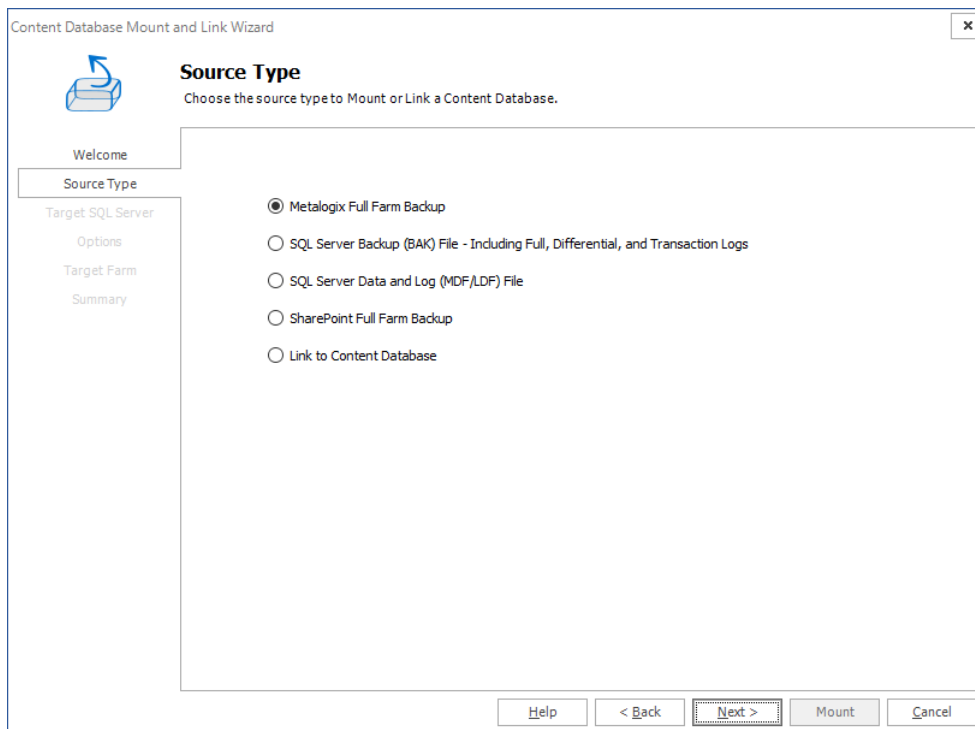 Content Database Mount and Link Wizard
Source Type
Choose the source type to Mount or Link a Content Database.
Welcome
Source Type
Target SQL Server
Options
Target Farm
Summary
Metalogix Full Farm Backup
SQL Server Backup (BAK) File - Including Full, Differential, and Transaction Logs
SQL Server Data and Log (MDF/LDF) File
SharePoint Full Farm Backup
Link to Content Database
Help
< Back
Next >
Mount
Cancel